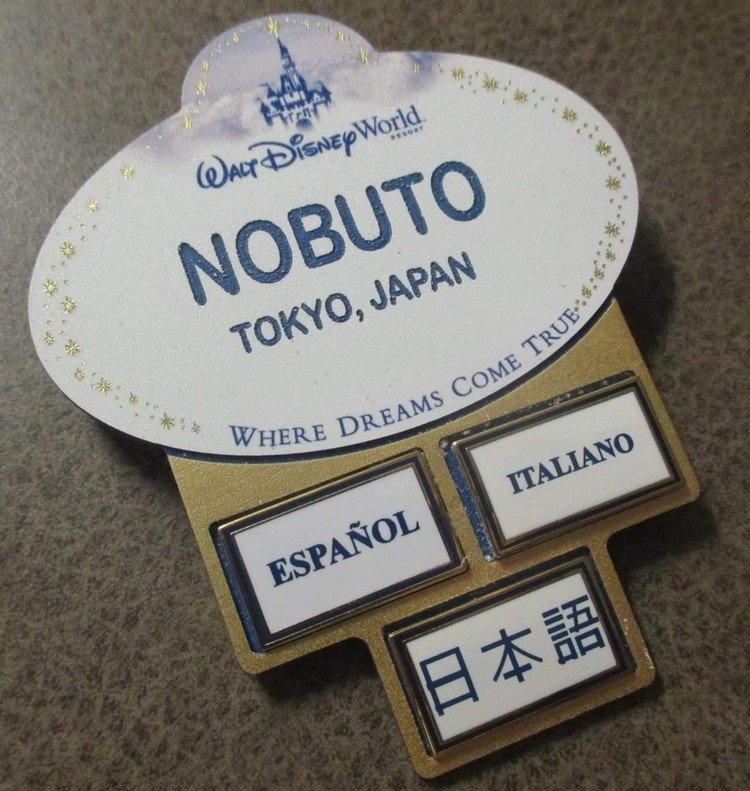 WALT DISNEY World
RESORT
NOBUTO
TOKYO, JAPAN
WHERE DREAMS COME TRUE
ESPAÑOL
ITALIANO
日本語